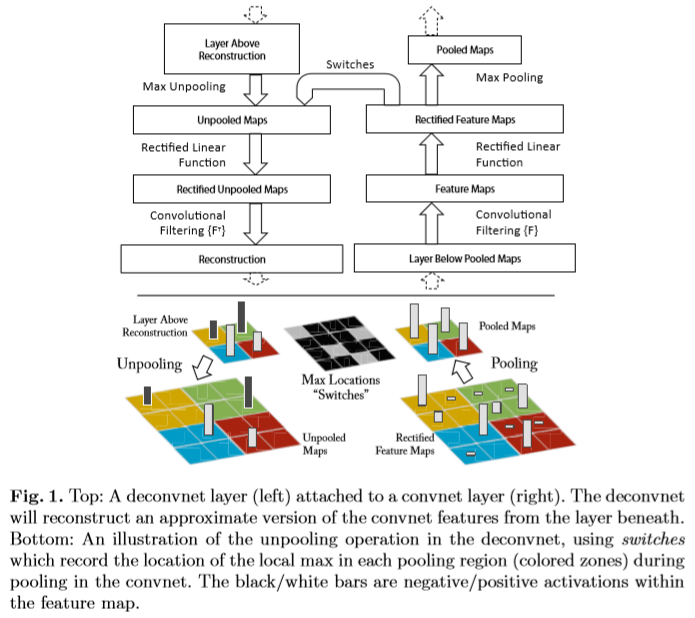 Layer Above
Reconstruction
Pooled Maps
Switches
Max Unpooling
Max Pooling
Unpooled Maps
Rectified Feature Maps
Rectified Linear
Function
Rectified Linear
Function
Rectified Unpooled Maps
Feature Maps
Convolutional
Filtering {Fᵀ}
Convolutional
Filtering {F}
Reconstruction
Layer Below Pooled Maps
Layer Above
Reconstruction
Pooled Maps
Unpooling
Max Locations
“Switches”
Pooling
Unpooled
Maps
Rectified
Feature Maps
Fig. 1. Top: A deconvnet layer (left) attached to a convnet layer (right). The deconvnet
will reconstruct an approximate version of the convnet features from the layer beneath.
Bottom: An illustration of the unpooling operation in the deconvnet, using switches
which record the location of the local max in each pooling region (colored zones) during
pooling in the convnet. The black/white bars are negative/positive activations within
the feature map.